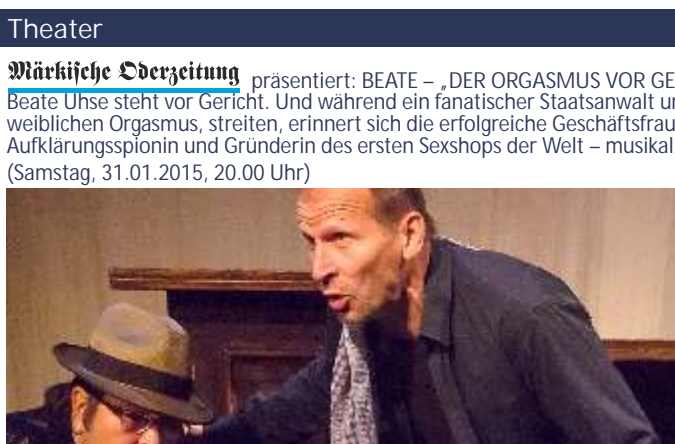 Theater
Märkische Oderzeitung präsentiert: BEATE – „DER ORGASMUS VOR GE
Beate Uhse steht vor Gericht. Und während ein fanatischer Staatsanwalt u
weiblichen Orgasmus, streiten, erinnert sich die erfolgreiche Geschäftsfrau
Aufklärungsspionin und Gründerin des ersten Sexshops der Welt – musikal
(Samstag, 31.01.2015, 20.00 Uhr)